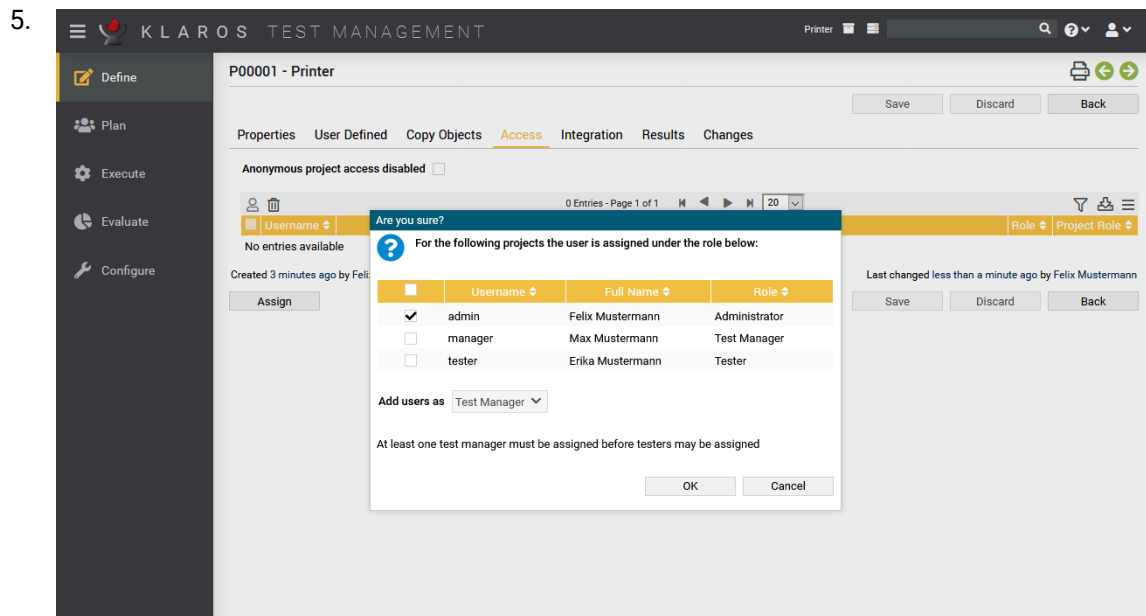 5.
KLAROS TEST MANAGEMENT
Printer
Define
Plan
Execute
Evaluate
Configure
P00001 - Printer
Save Discard Back
Properties User Defined Copy Objects Access Integration Results Changes
Anonymous project access disabled
0 Entries - Page 1 of 1 20
Username Role Project Role
No entries available
Created 3 minutes ago by Feli
Last changed less than a minute ago by Felix Mustermann
Assign Save Discard Back
Are you sure?
For the following projects the user is assigned under the role below:
Username Full Name Role
admin Felix Mustermann Administrator
manager Max Mustermann Test Manager
tester Erika Mustermann Tester
Add users as Test Manager
At least one test manager must be assigned before testers may be assigned
OK Cancel